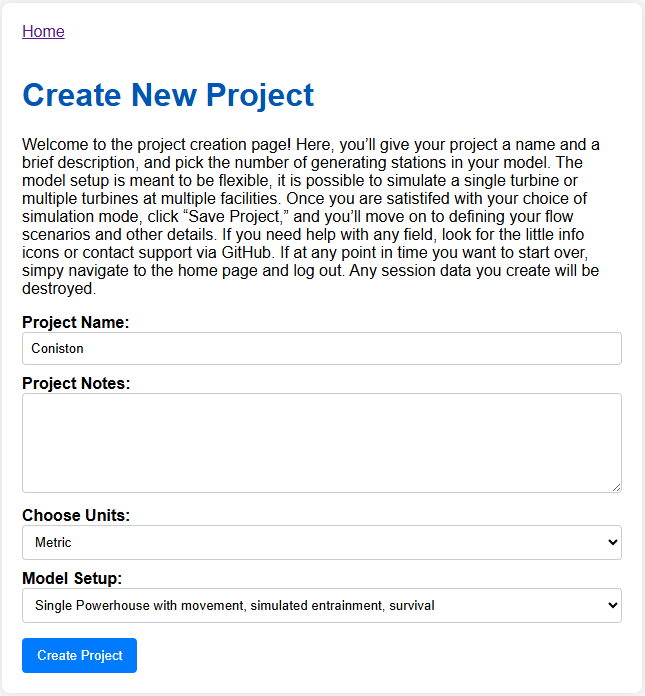 Home
Create New Project
Welcome to the project creation page! Here, you’ll give your project a name and a
brief description, and pick the number of generating stations in your model. The
model setup is meant to be flexible, it is possible to simulate a single turbine or
multiple turbines at multiple facilities. Once you are satistifed with your choice of
simulation mode, click “Save Project,” and you’ll move on to defining your flow
scenarios and other details. If you need help with any field, look for the little info
icons or contact support via GitHub. If at any point in time you want to start over,
simpy navigate to the home page and log out. Any session data you create will be
destroyed.
Project Name:
Coniston
Project Notes:
Choose Units:
Metric
Model Setup:
Single Powerhouse with movement, simulated entrainment, survival
Create Project